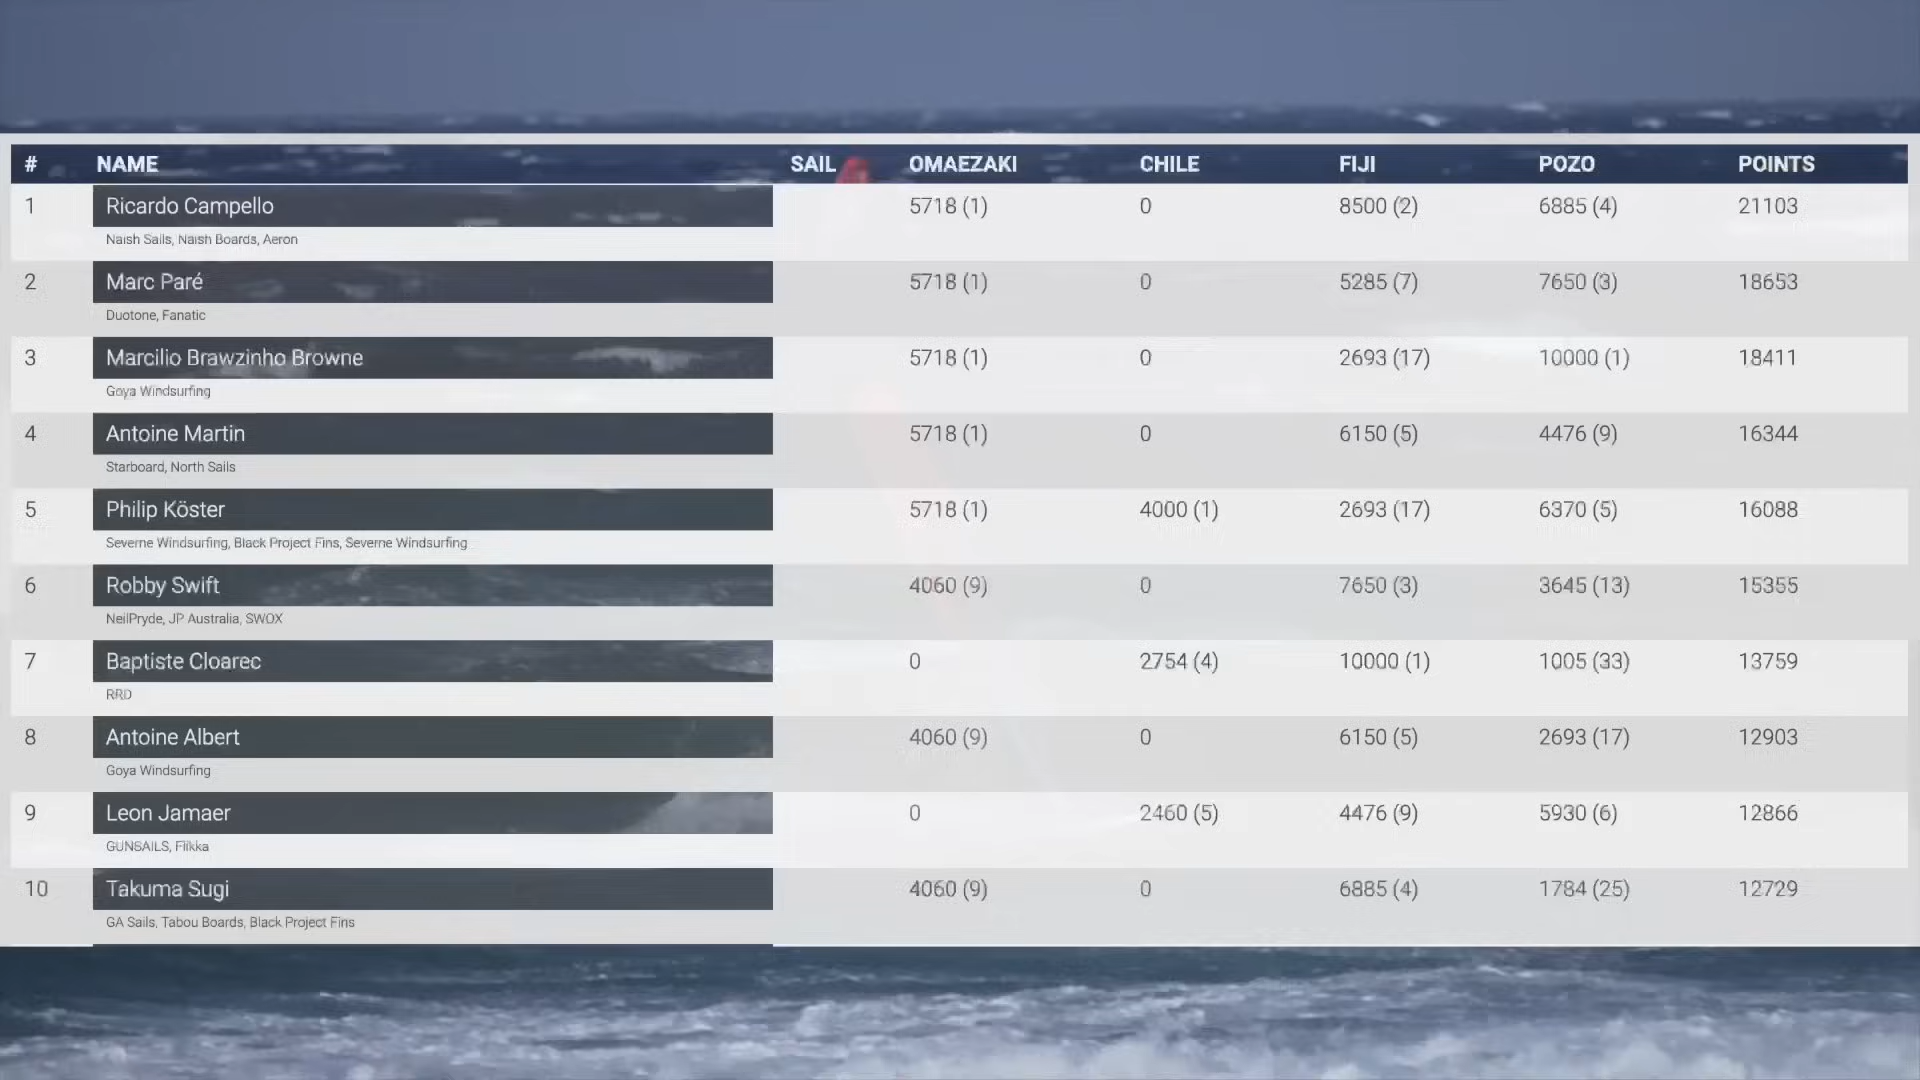 # NAME SAIL OMAEZAKI CHILE FIJI POZO POINTS
1 Ricardo Campello 5718 (1) 0 8500 (2) 6885 (4) 21103
Naish Sails, Naish Boards, Aeron
2 Marc Paré 5718 (1) 0 5285 (7) 7650 (3) 18653
Duotone, Fanatic
3 Marcilio Brawzinho Browne 5718 (1) 0 2693 (17) 10000 (1) 18411
Goya Windsurfing
4 Antoine Martin 5718 (1) 0 6150 (5) 4476 (9) 16344
Starboard, North Sails
5 Philip Köster 5718 (1) 4000 (1) 2693 (17) 6370 (5) 16088
Severne Windsurfing, Black Project Fins, Severne Windsurfing
6 Robby Swift 4060 (9) 0 7650 (3) 3645 (13) 15355
NeilPryde, JP Australia, SWOX
7 Baptiste Cloarec 0 2754 (4) 10000 (1) 1005 (33) 13759
RRD
8 Antoine Albert 4060 (9) 0 6150 (5) 2693 (17) 12903
Goya Windsurfing
9 Leon Jamaer 0 2460 (5) 4476 (9) 5930 (6) 12866
GUNSAILS, Flikka
10 Takuma Sugi 4060 (9) 0 6885 (4) 1784 (25) 12729
GA Sails, Tabou Boards, Black Project Fins